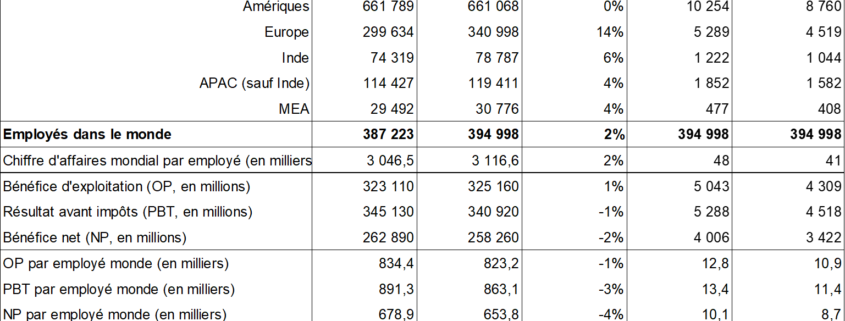 Amériques 661 789 661 068 0% 10 254 8 760
Europe 299 634 340 998 14% 5 289 4 519
Inde 74 319 78 787 6% 1 222 1 044
APAC (sauf Inde) 114 427 119 411 4% 1 852 1 582
MEA 29 492 30 776 4% 477 408
Employés dans le monde 387 223 394 998 2% 394 998 394 998
Chiffre d'affaires mondial par employé (en milliers 3 046,5 3 116,6 2% 48 41
Bénéfice d'exploitation (OP, en millions) 323 110 325 160 1% 5 043 4 309
Résultat avant impôts (PBT, en millions) 345 130 340 920 -1% 5 288 4 518
Bénéfice net (NP, en millions) 262 890 258 260 -2% 4 006 3 422
OP par employé monde (en milliers) 834,4 823,2 -1% 12,8 10,9
PBT par employé monde (en milliers) 891,3 863,1 -3% 13,4 11,4
NP par employé monde (en milliers) 678,9 653,8 -4% 10,1 8,7